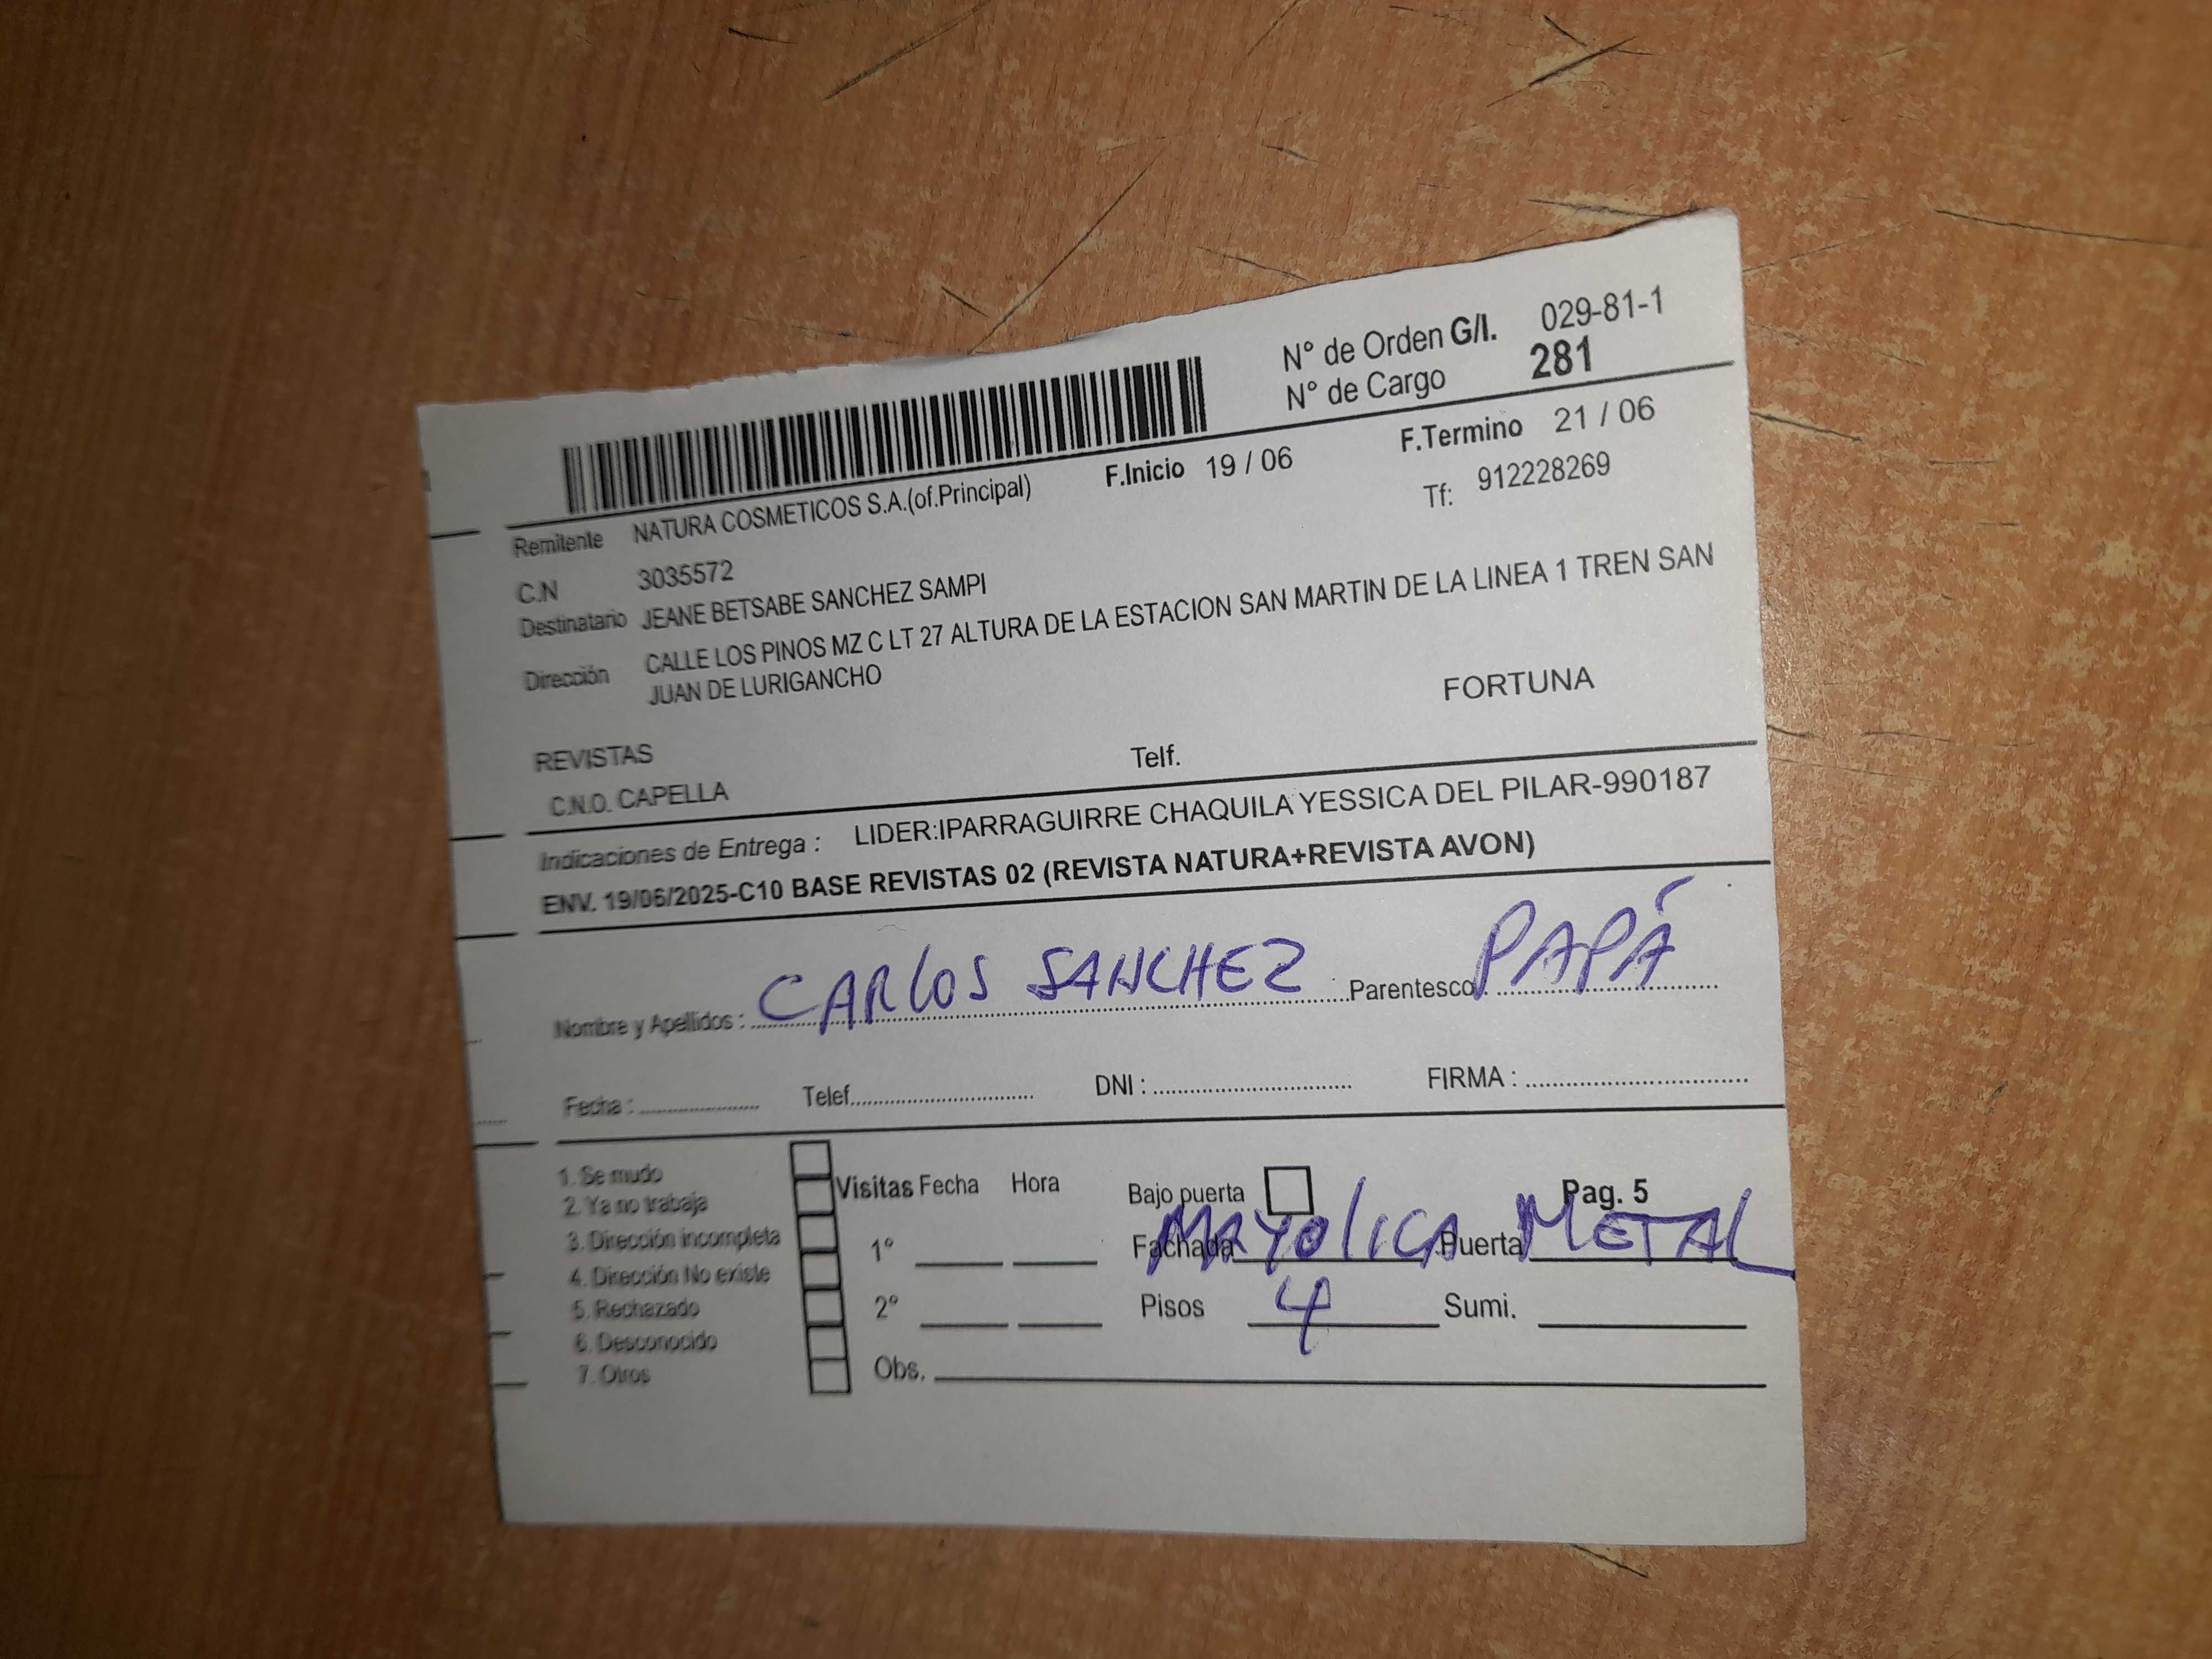 N° de Orden G/I. 029-81-1
N° de Cargo 281
F.Inicio 19 / 06 F.Termino 21 / 06
Remitente NATURA COSMETICOS S.A.(of.Principal) Tf: 912228269
C.N 3035572
Destinatario JEANE BETSABE SANCHEZ SAMPI
Dirección CALLE LOS PINOS MZ C LT 27 ALTURA DE LA ESTACION SAN MARTIN DE LA LINEA 1 TREN SAN
JUAN DE LURIGANCHO
FORTUNA
REVISTAS Telf.
C.N.O. CAPELLA
Indicaciones de Entrega : LIDER:IPARRAGUIRRE CHAQUILA YESSICA DEL PILAR-990187
ENV. 19/06/2025-C10 BASE REVISTAS 02 (REVISTA NATURA+REVISTA AVON)
Nombre y Apellidos : CARLOS SANCHEZ Parentesco PAPÁ
Fecha : Telef. DNI : FIRMA :
1. Se mudo
2. Ya no trabaja
3. Dirección incompleta
4. Dirección No existe
5. Rechazado
6. Desconocido
7. Otros
Visitas Fecha Hora
1°
2°
Obs.
Bajo puerta Pag. 5
Fachada MAYOLICA Puerta METAL
Pisos 4 Sumi.